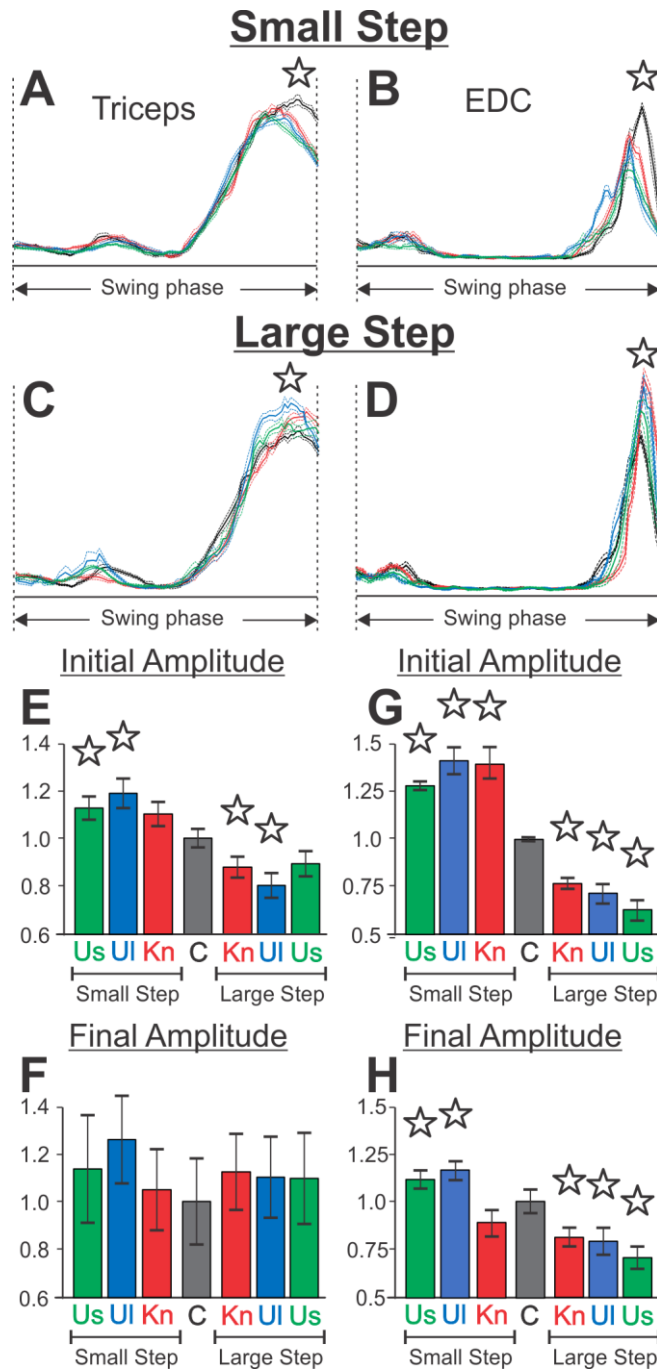 Small Step
A Triceps B EDC
Swing phase Swing phase
Large Step
C D
Swing phase Swing phase
Initial Amplitude Initial Amplitude
E G
1.4 1.5
1.2 1.25
1.0 1.0
0.8 0.75
0.6 0.5
Us Ul Kn C Kn Ul Us Us Ul Kn C Kn Ul Us
Small Step Large Step Small Step Large Step
Final Amplitude Final Amplitude
F H
1.4 1.5
1.2 1.25
1.0 1.0
0.8 0.75
0.6 0.5
Us Ul Kn C Kn Ul Us Us Ul Kn C Kn Ul Us
Small Step Large Step Small Step Large Step